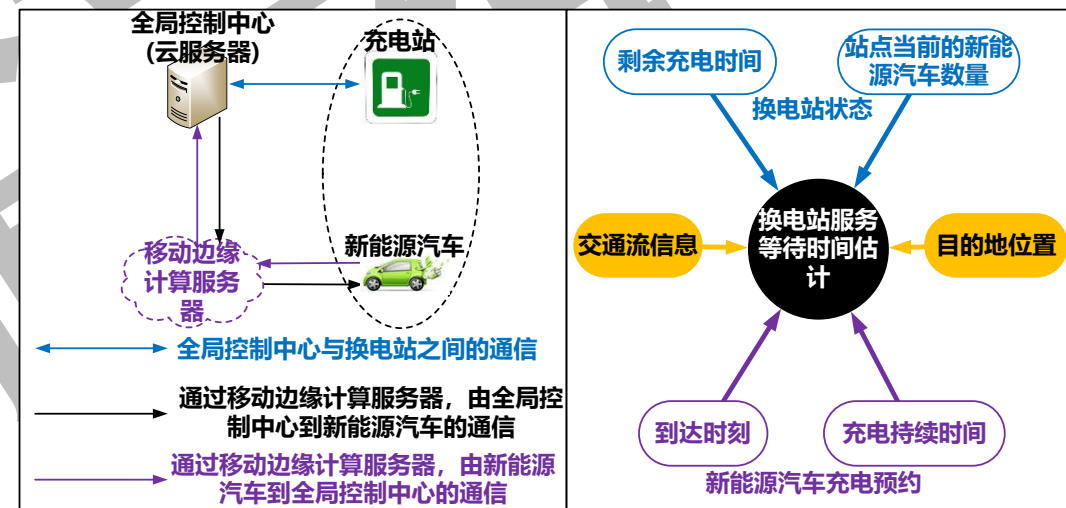 全局控制中心
(云服务器)
充电站
新能源汽车
移动边缘
计算服务
器
全局控制中心与换电站之间的通信
通过移动边缘计算服务器，由全局控
制中心到新能源汽车的通信
通过移动边缘计算服务器，由新能源
汽车到全局控制中心的通信
剩余充电时间
站点当前的新能
源汽车数量
换电站状态
交通流信息
换电站服务
等待时间估
计
目的地位置
到达时刻
充电持续时间
新能源汽车充电预约